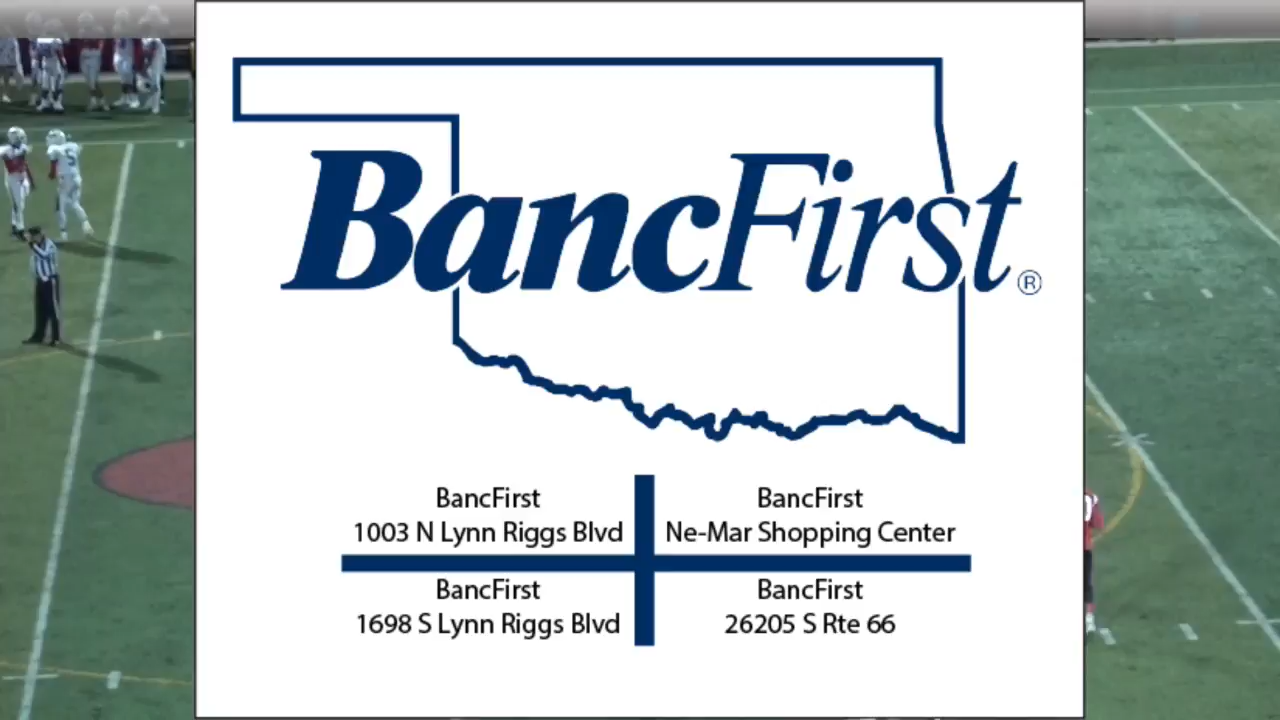 BancFirst®
BancFirst
1003 N Lynn Riggs Blvd
BancFirst
Ne-Mar Shopping Center
BancFirst
1698 S Lynn Riggs Blvd
BancFirst
26205 S Rte 66
5